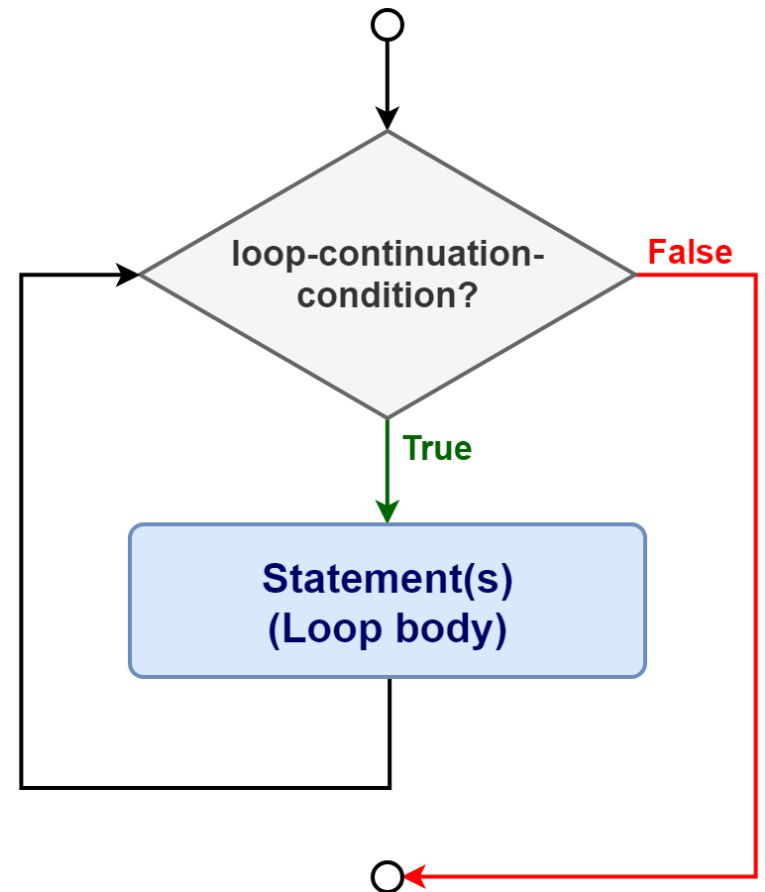 loop-continuation-
condition?
False
True
Statement(s)
(Loop body)